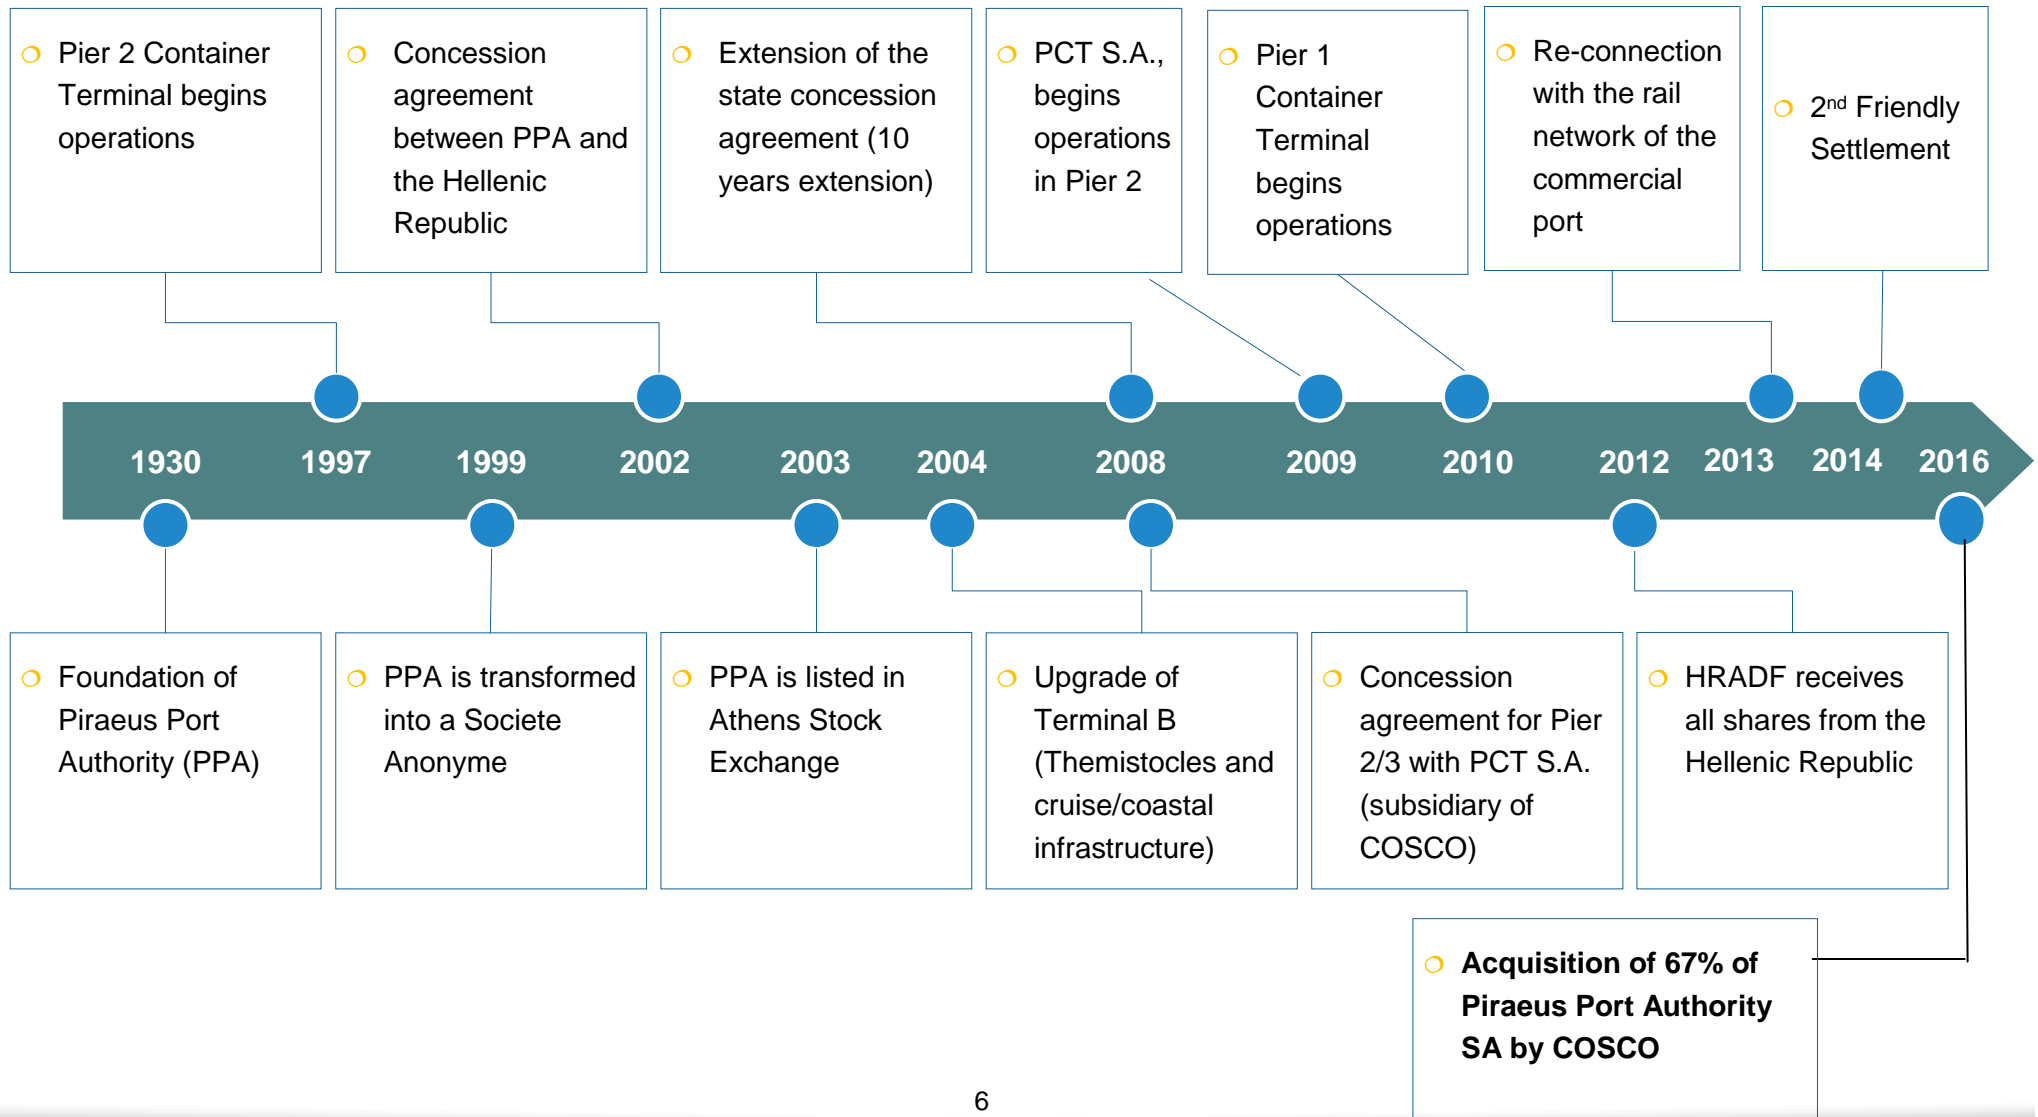 Pier 2 Container
Terminal begins
operations
Concession
agreement
between PPA and
the Hellenic
Republic
Extension of the
state concession
agreement (10
years extension)
PCT S.A.,
begins
operations
in Pier 2
Pier 1
Container
Terminal
begins
operations
Re-connection
with the rail
network of the
commercial
port
2nd Friendly
Settlement
1930
1997
1999
2002
2003
2004
2008
2009
2010
2012
2013
2014
2016
Foundation of
Piraeus Port
Authority (PPA)
PPA is transformed
into a Societe
Anonyme
PPA is listed in
Athens Stock
Exchange
Upgrade of
Terminal B
(Themistocles and
cruise/coastal
infrastructure)
Concession
agreement for Pier
2/3 with PCT S.A.
(subsidiary of
COSCO)
HRADF receives
all shares from the
Hellenic Republic
Acquisition of 67% of
Piraeus Port Authority
SA by COSCO
6